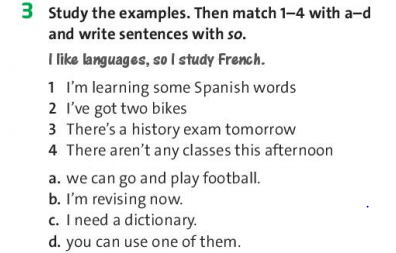 3 Study the examples. Then match 1–4 with a–d
and write sentences with so.
I like languages, so I study French.
1 I'm learning some Spanish words
2 I've got two bikes
3 There's a history exam tomorrow
4 There aren't any classes this afternoon
a. we can go and play football.
b. I'm revising now.
c. I need a dictionary.
d. you can use one of them.